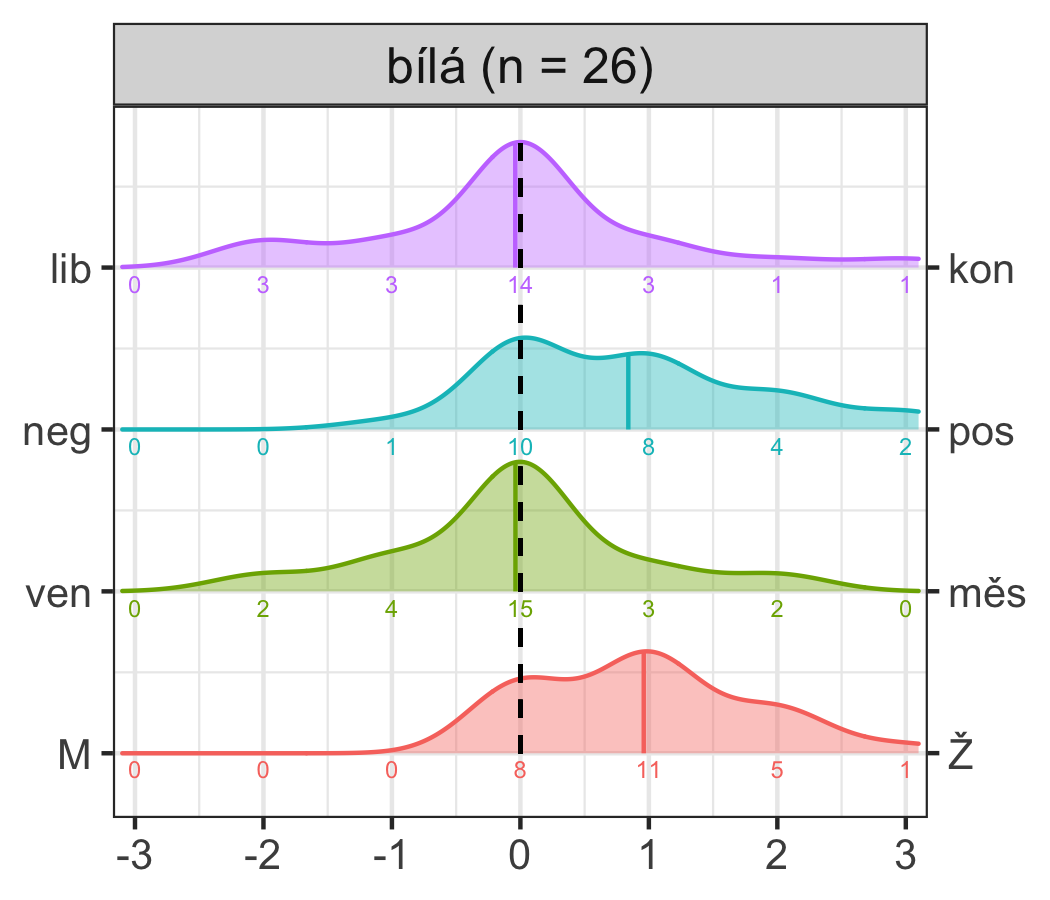 bílá (n = 26)
lib kon
0 3 3 14 3 1 1
neg pos
0 0 1 10 8 4 2
ven měs
0 2 4 15 3 2 0
M Ž
0 0 0 8 11 5 1
-3 -2 -1 0 1 2 3